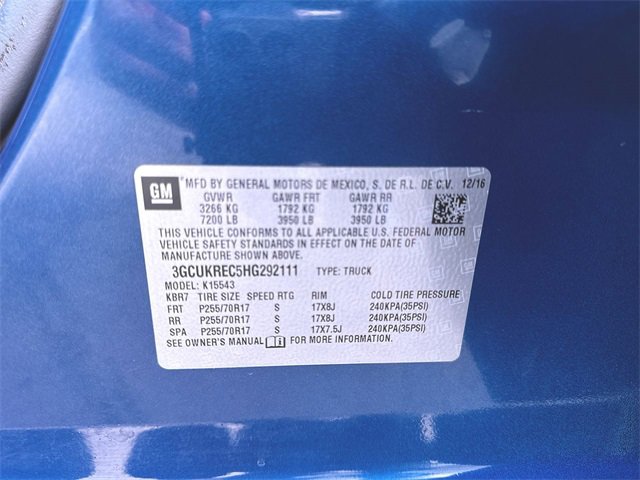 GM MFD BY GENERAL MOTORS DE MEXICO, S. DE R.L. DE C.V. 12/16
GVWR GAWR FRT GAWR RR
3266 KG 1792 KG 1792 KG
7200 LB 3950 LB 3950 LB
THIS VEHICLE CONFORMS TO ALL APPLICABLE U.S. FEDERAL MOTOR
VEHICLE SAFETY STANDARDS IN EFFECT ON THE DATE OF
MANUFACTURE SHOWN ABOVE.
3GCUKREC5HG292111 TYPE: TRUCK
MODEL: K15543
KBR7 TIRE SIZE SPEED RTG RIM COLD TIRE PRESSURE
FRT P255/70R17 S 17X8J 240KPA(35PSI)
RR P255/70R17 S 17X8J 240KPA(35PSI)
SPA P255/70R17 S 17X7.5J 240KPA(35PSI)
SEE OWNER'S MANUAL FOR MORE INFORMATION.